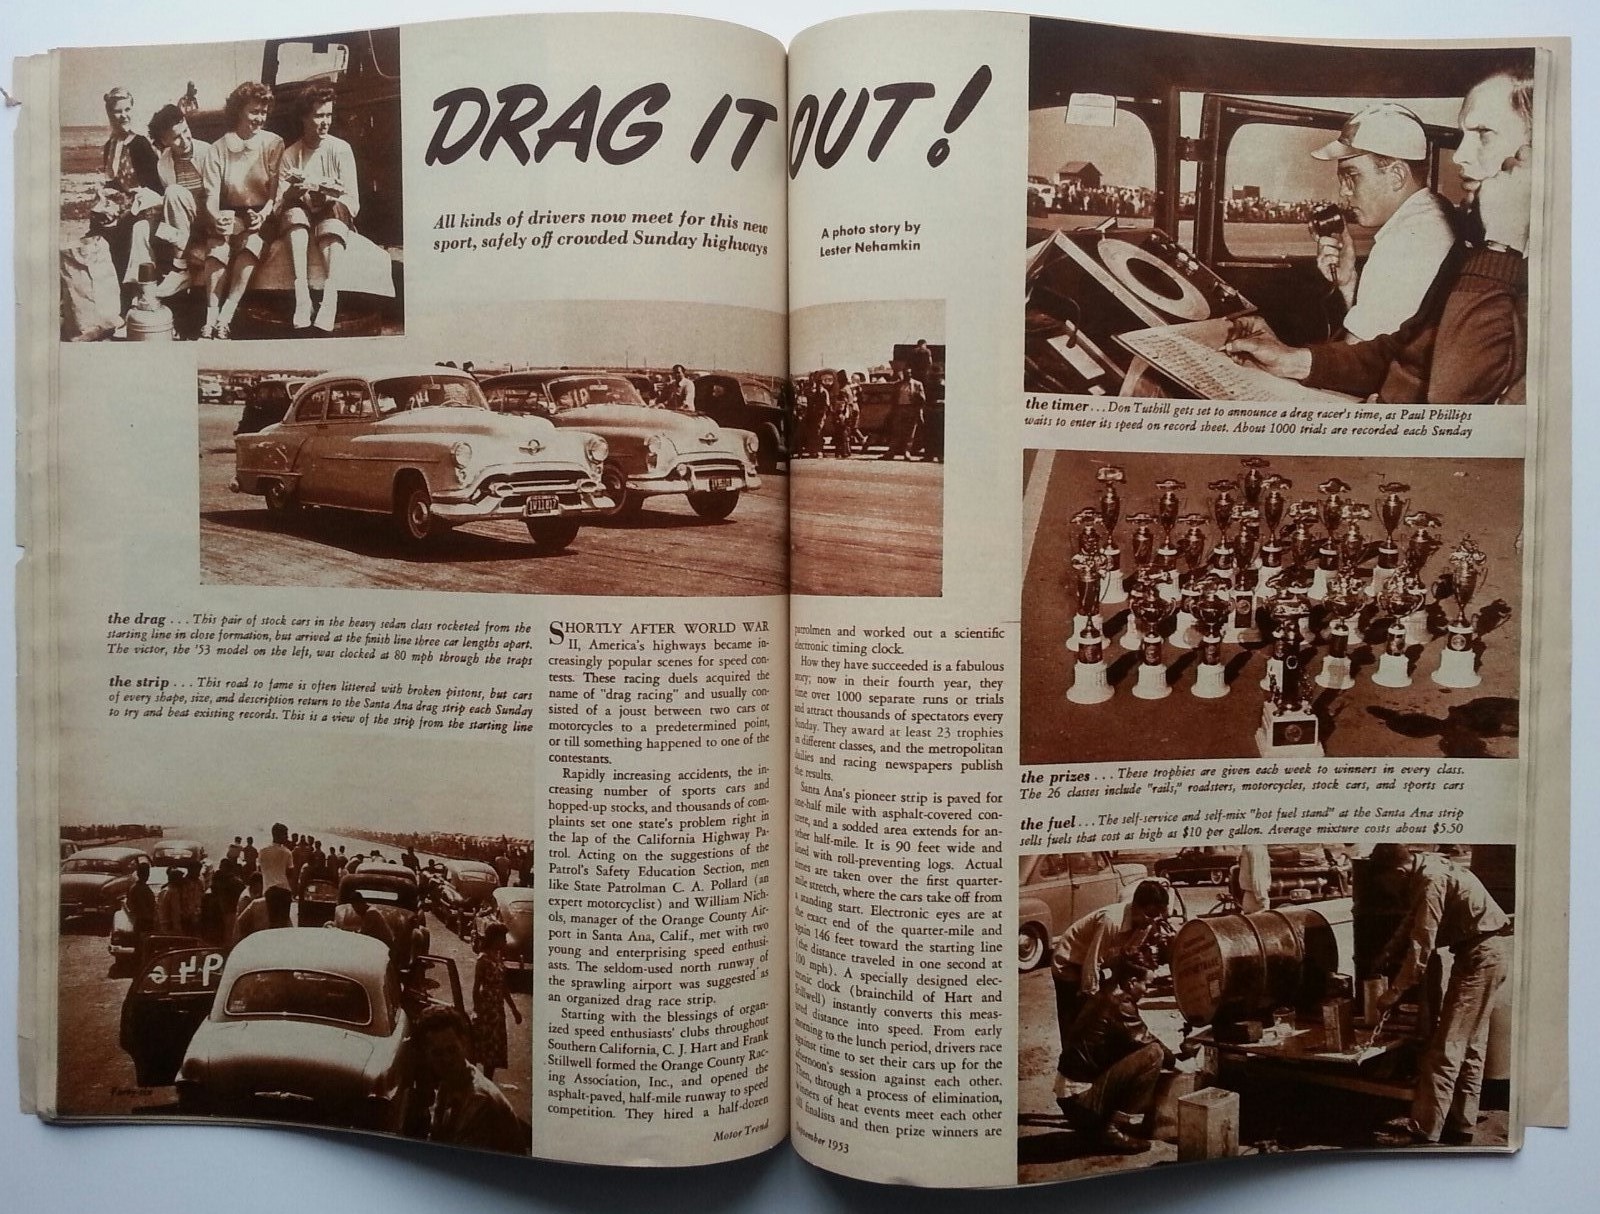 DRAG IT OUT!
All kinds of drivers now meet for this new
sport, safely off crowded Sunday highways
A photo story by
Lester Nehamkin
the drag . . . This pair of stock cars in the heavy sedan class rocketed from the
starting line in close formation, but arrived at the finish line three car lengths apart.
The victor, the '53 model on the left, was clocked at 80 mph through the traps
the strip . . . This road to fame is often littered with broken pistons, but cars
of every shape, size, and description return to the Santa Ana drag strip each Sunday
to try and beat existing records. This is a view of the strip from the starting line
SHORTLY AFTER WORLD WAR
II, America's highways became in-
creasingly popular scenes for speed con-
tests. These racing duels acquired the
name of "drag racing" and usually con-
sisted of a joust between two cars or
motorcycles to a predetermined point,
or till something happened to one of the
contestants.
Rapidly increasing accidents, the in-
creasing number of sports cars and
hopped-up stocks, and thousands of com-
plaints set one state's problem right in
the lap of the California Highway Pa-
trol. Acting on the suggestions of the
Patrol's Safety Education Section, men
like State Patrolman C. A. Pollard (an
expert motorcyclist) and William Nich-
ols, manager of the Orange County Air-
port in Santa Ana, Calif., met with two
young and enterprising speed enthusi-
asts. The seldom-used north runway of
the sprawling airport was suggested as
an organized drag race strip.
Starting with the blessings of organ-
ized speed enthusiasts' clubs throughout
Southern California, C. J. Hart and Frank
Stillwell formed the Orange County Rac-
ing Association, Inc., and opened the
asphalt-paved, half-mile runway to speed
competition. They hired a half-dozen
Motor Trend
patrolmen and worked out a scientific
electronic timing clock.
How they have succeeded is a fabulous
story; now in their fourth year, they
time over 1000 separate runs or trials
and attract thousands of spectators every
Sunday. They award at least 23 trophies
in different classes, and the metropolitan
dailies and racing newspapers publish
the results.
Santa Ana's pioneer strip is paved for
one-half mile with asphalt-covered con-
crete, and a sodded area extends for an-
other half-mile. It is 90 feet wide and
lined with roll-preventing logs. Actual
times are taken over the first quarter-
mile stretch, where the cars take off from
a standing start. Electronic eyes are at
the exact end of the quarter-mile and
again 146 feet toward the starting line
(the distance traveled in one second at
100 mph). A specially designed elec-
tronic clock (brainchild of Hart and
Stillwell) instantly converts this meas-
ured distance into speed. From early
morning to the lunch period, drivers race
against time to set their cars up for the
afternoon's session against each other.
Then, through a process of elimination,
winners of heat events meet each other
till finalists and then prize winners are
September 1953
the timer . . . Don Tuthill gets set to announce a drag racer's time, as Paul Phillips
waits to enter its speed on record sheet. About 1000 trials are recorded each Sunday
the prizes . . . These trophies are given each week to winners in every class.
The 26 classes include "rails," roadsters, motorcycles, stock cars, and sports cars
the fuel . . . The self-service and self-mix "hot fuel stand" at the Santa Ana strip
sells fuels that cost as high as $10 per gallon. Average mixture costs about $5.50